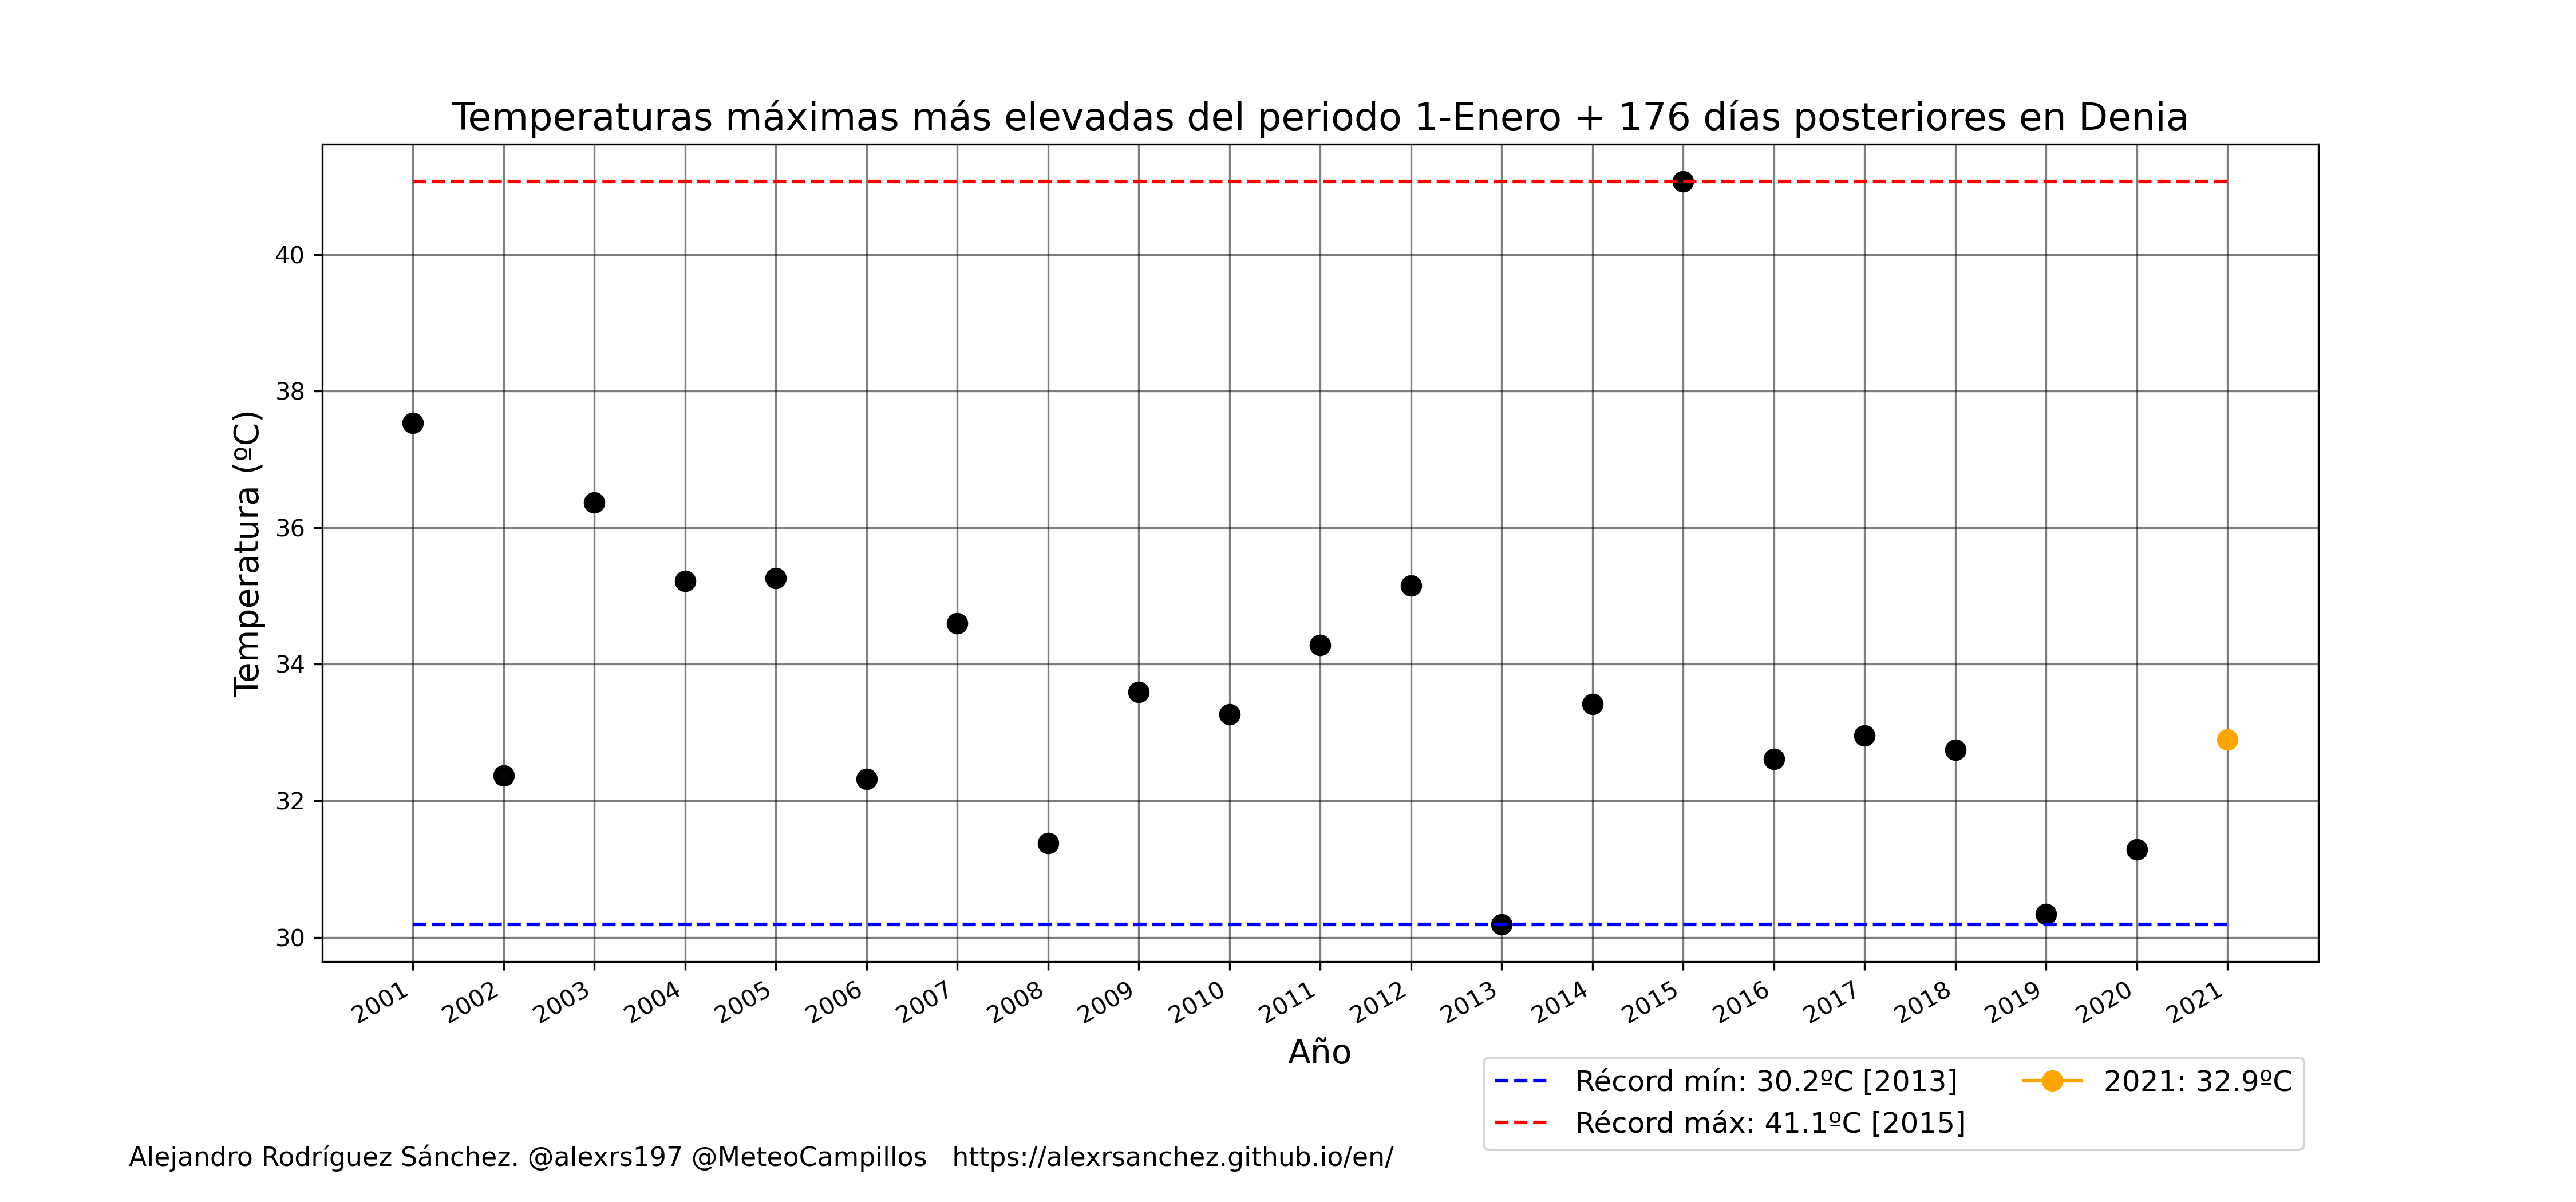 Temperaturas máximas más elevadas del periodo 1-Enero + 176 días posteriores en Denia
Temperatura (ºC)
40
38
36
34
32
30
2001 2002 2003 2004 2005 2006 2007 2008 2009 2010 2011 2012 2013 2014 2015 2016 2017 2018 2019 2020 2021
Año
Récord mín: 30.2ºC [2013]
Récord máx: 41.1ºC [2015]
2021: 32.9ºC
Alejandro Rodríguez Sánchez. @alexrs197 @MeteoCampillos https://alexrsanchez.github.io/en/